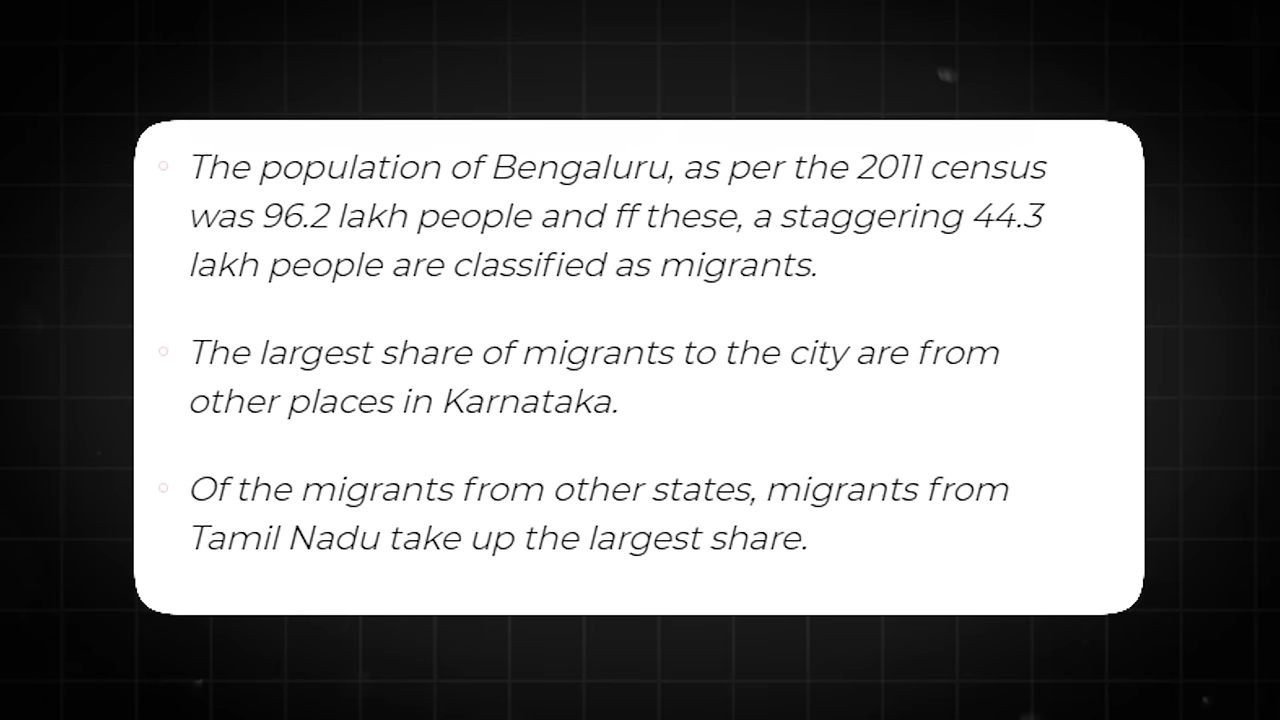 The population of Bengaluru, as per the 2011 census
was 96.2 lakh people and ff these, a staggering 44.3
lakh people are classified as migrants.
The largest share of migrants to the city are from
other places in Karnataka.
Of the migrants from other states, migrants from
Tamil Nadu take up the largest share.